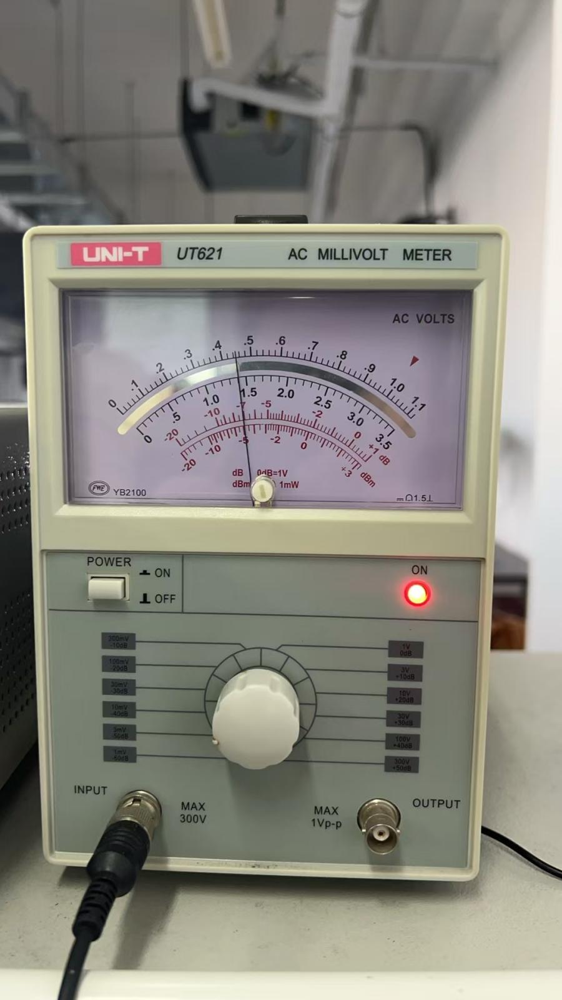 UNI-T UT621 AC MILLIVOLT METER
AC VOLTS
0 .1 .2 .3 .4 .5 .6 .7 .8 .9 1.0 1.1
0 .5 1.0 1.5 2.0 2.5 3.0 3.5
-20 -10 -7 -5 -2 0 +1 dB
-20 -10 -5 -2 0 +3 dBm
dB 0dB=1V
dBm 1mW
YB2100
1.5
POWER
ON
OFF
ON
300mV
-10dB
100mV
-20dB
30mV
-30dB
10mV
-40dB
3mV
-50dB
1mV
-60dB
1V
0dB
3V
+10dB
10V
+20dB
30V
+30dB
100V
+40dB
300V
+50dB
INPUT
MAX
300V
MAX
1Vp-p
OUTPUT